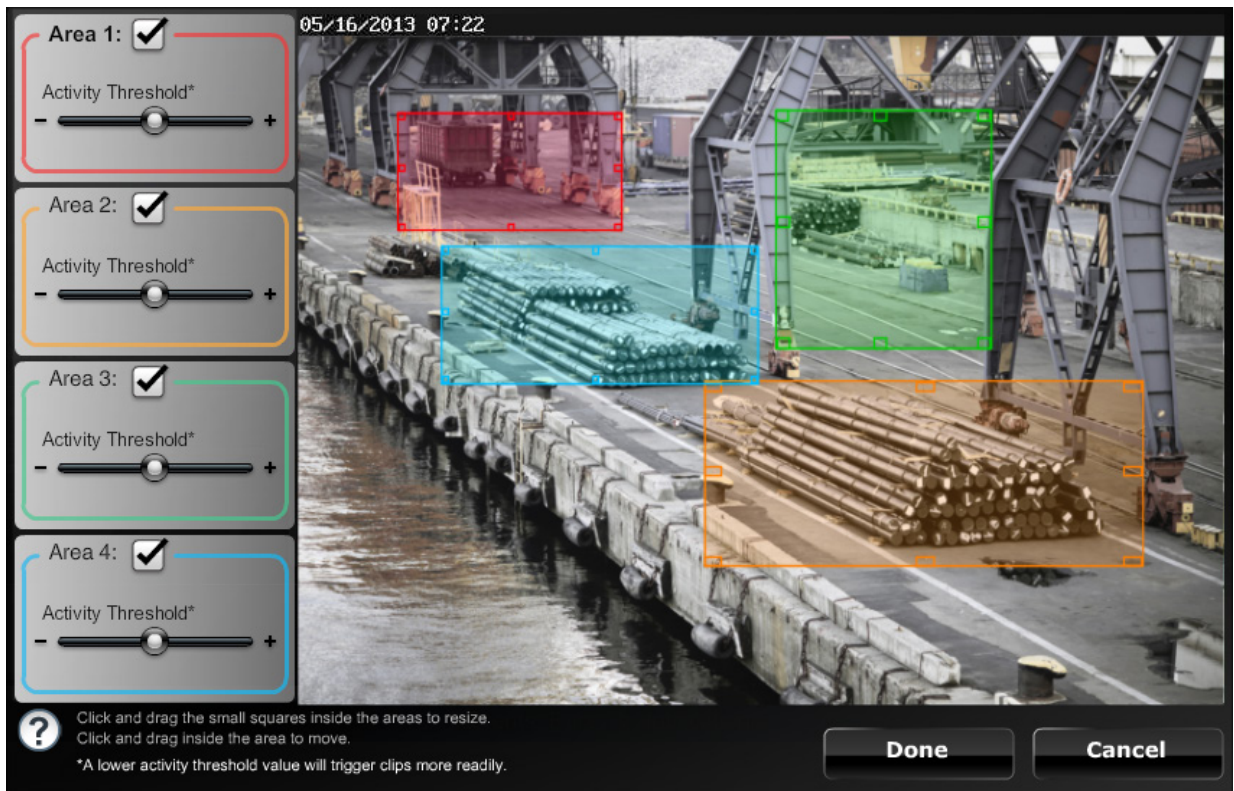 Area 1:
05/16/2013 07:22
Activity Threshold*
- +
Area 2:
Activity Threshold*
- +
Area 3:
Activity Threshold*
- +
Area 4:
Activity Threshold*
- +
?
Click and drag the small squares inside the areas to resize.
Click and drag inside the area to move.
*A lower activity threshold value will trigger clips more readily.
Done
Cancel